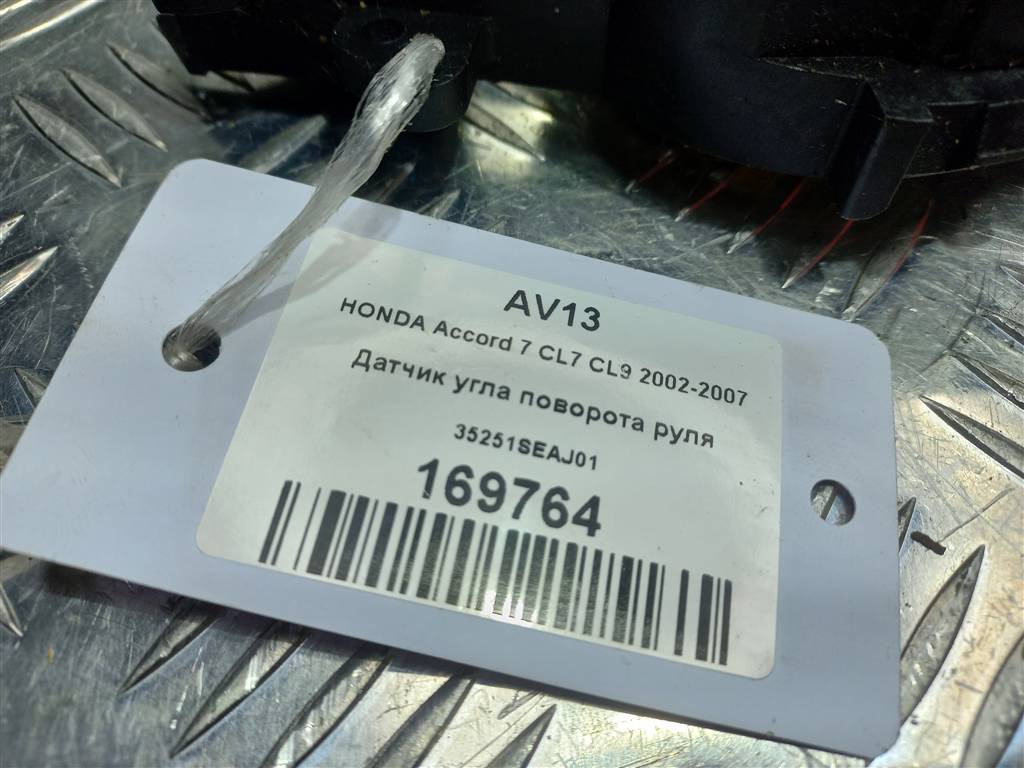 AV13
HONDA Accord 7 CL7 CL9 2002-2007
Датчик угла поворота руля
35251SEAJ01
169764